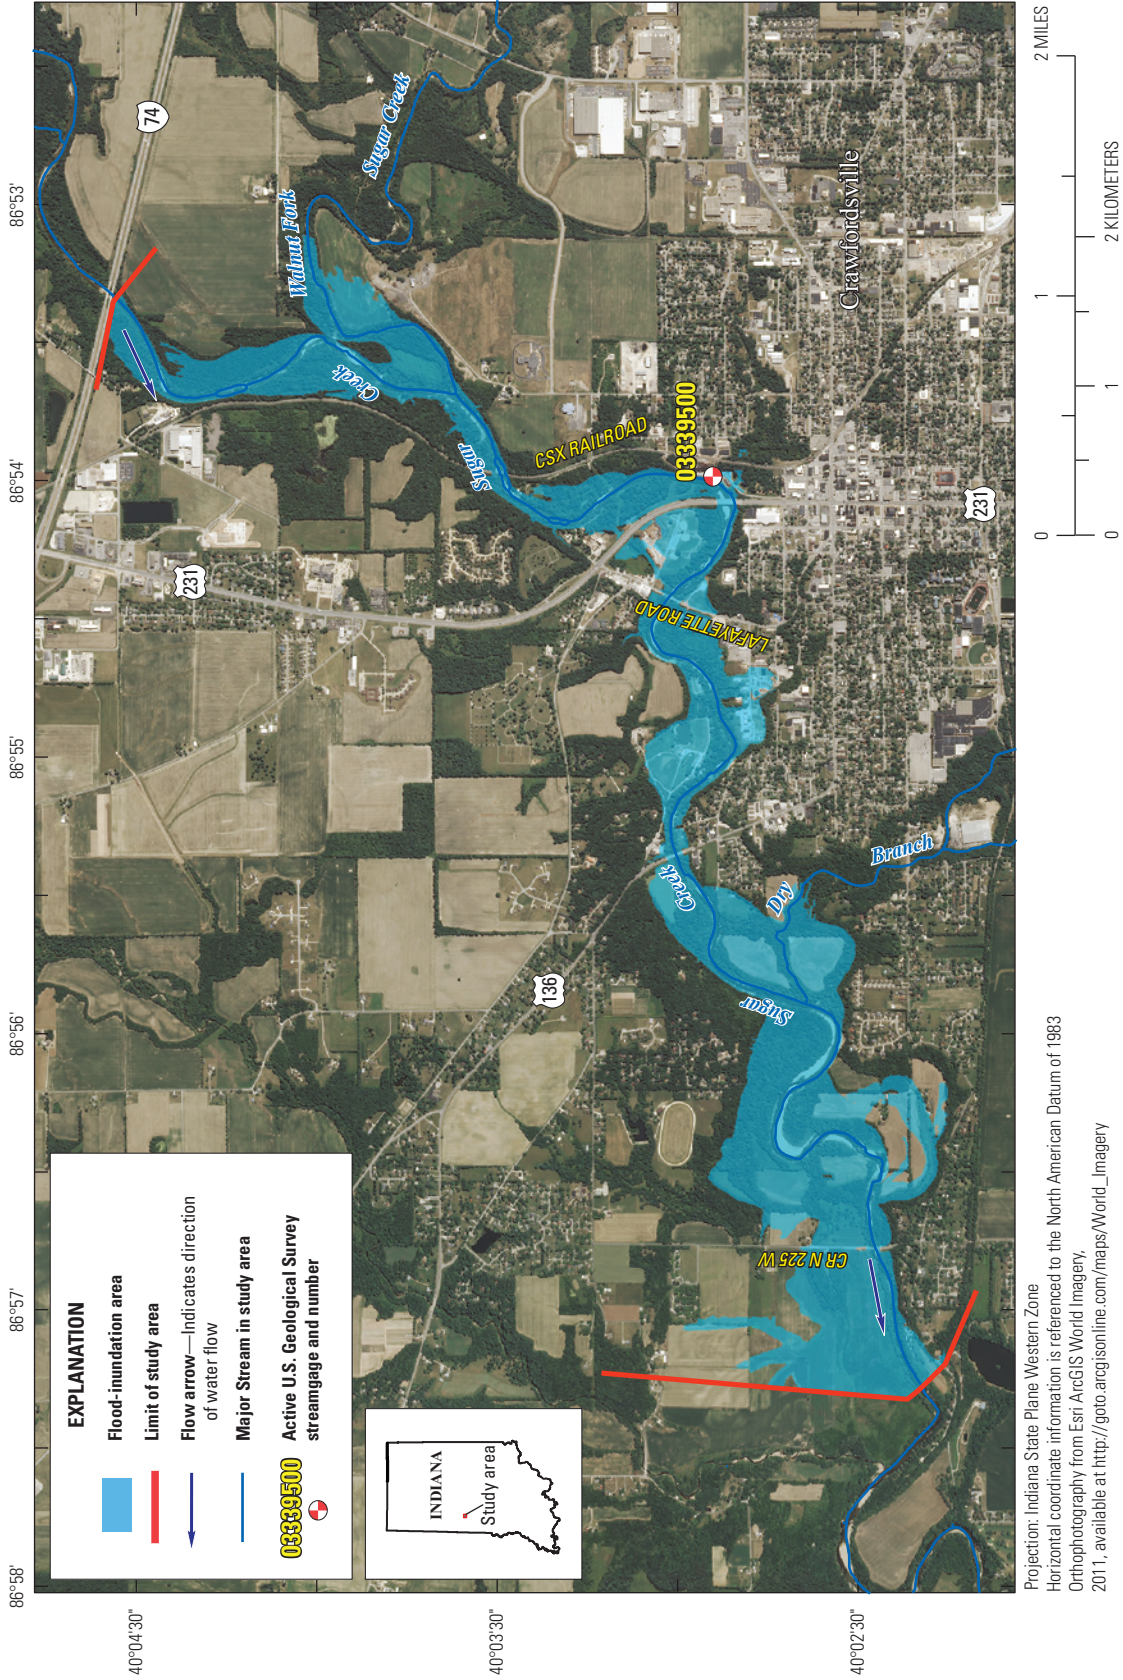 86°58'
86°57'
86°56'
86°55'
86°54'
86°53'
40°04'30"
40°03'30"
40°02'30"
EXPLANATION
Flood-inundation area
Limit of study area
Flow arrow—Indicates direction
of water flow
Major Stream in study area
03339500
Active U.S. Geological Survey
streamgage and number
INDIANA
Study area
74
Sugar Creek
Walnut Fork
Creek
Sugar
CSX RAILROAD
03339500
231
231
Crawfordsville
LAFAYETTE ROAD
136
Creek
Sugar
Dry
Branch
CR N 225 W
Projection: Indiana State Plane Western Zone
Horizontal coordinate information is referenced to the North American Datum of 1983
Orthophotography from Esri ArcGIS World Imagery,
2011, available at http://goto.arcgisonline.com/maps/World_Imagery
0 1 2 MILES
0 1 2 KILOMETERS